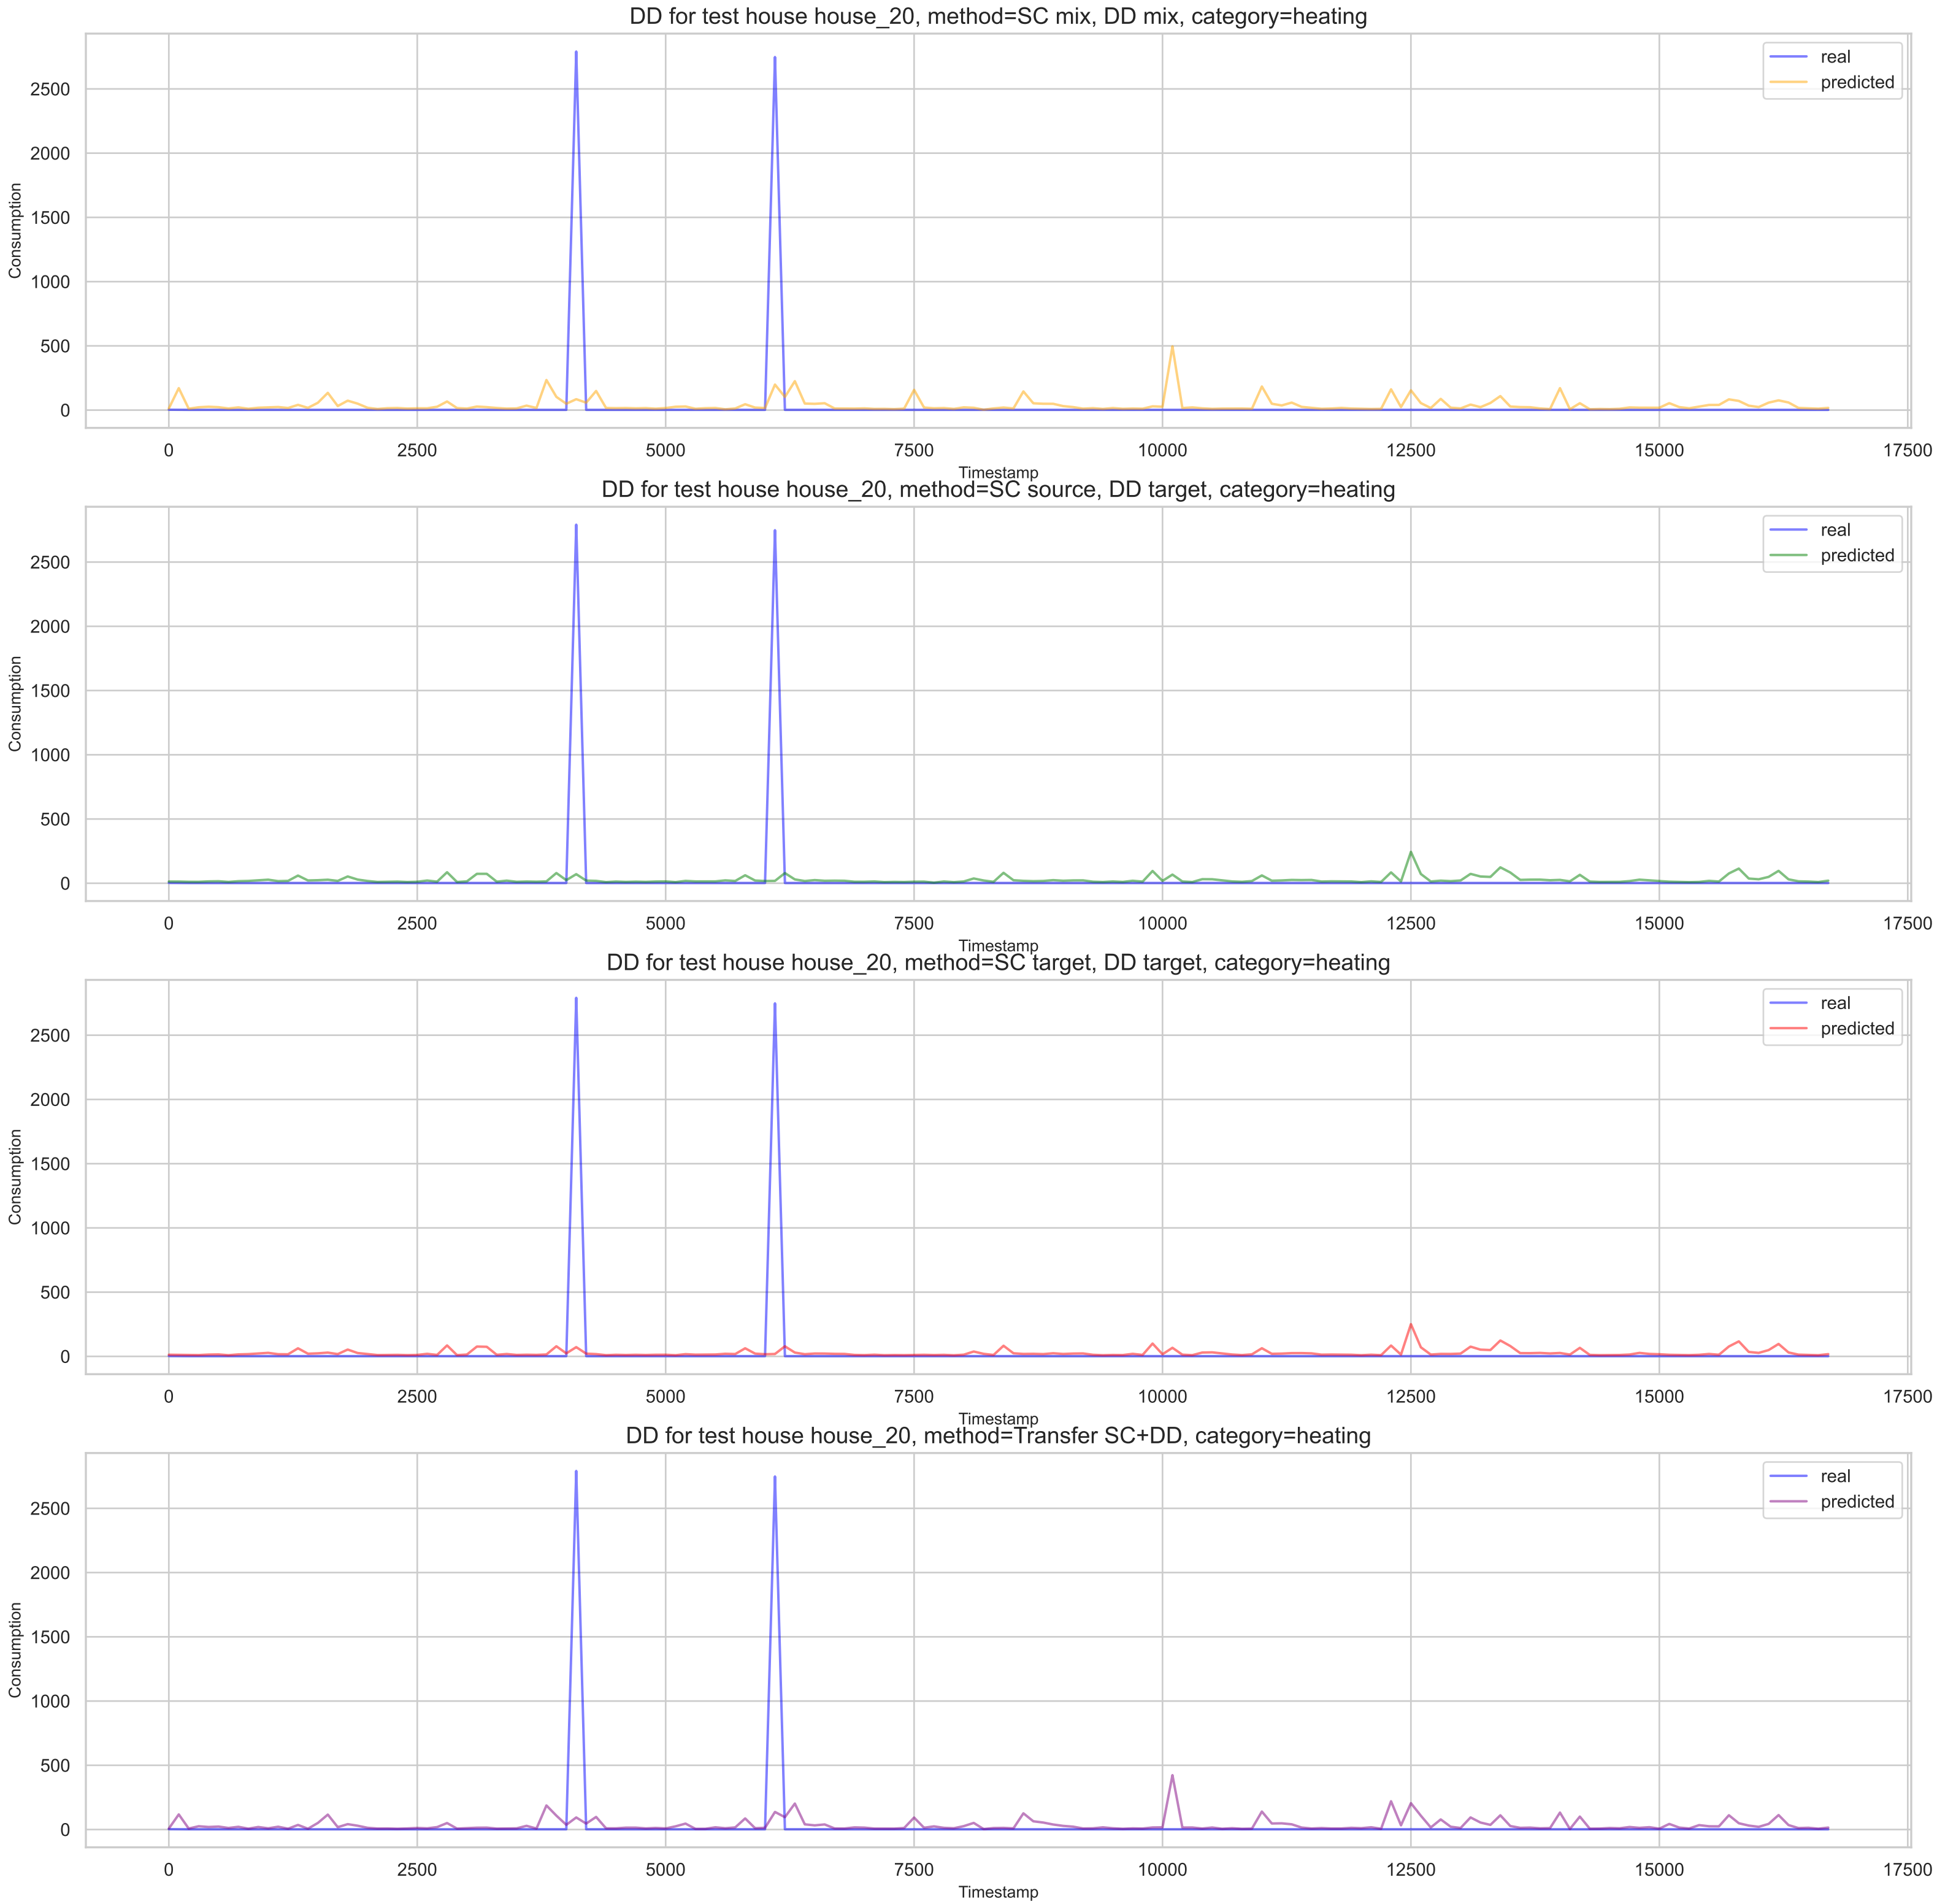 DD for test house house_20, method=SC mix, DD mix, category=heating
real
predicted
Consumption
2500
2000
1500
1000
500
0
0 2500 5000 7500 10000 12500 15000 17500
Timestamp
DD for test house house_20, method=SC source, DD target, category=heating
real
predicted
Consumption
2500
2000
1500
1000
500
0
0 2500 5000 7500 10000 12500 15000 17500
Timestamp
DD for test house house_20, method=SC target, DD target, category=heating
real
predicted
Consumption
2500
2000
1500
1000
500
0
0 2500 5000 7500 10000 12500 15000 17500
Timestamp
DD for test house house_20, method=Transfer SC+DD, category=heating
real
predicted
Consumption
2500
2000
1500
1000
500
0
0 2500 5000 7500 10000 12500 15000 17500
Timestamp